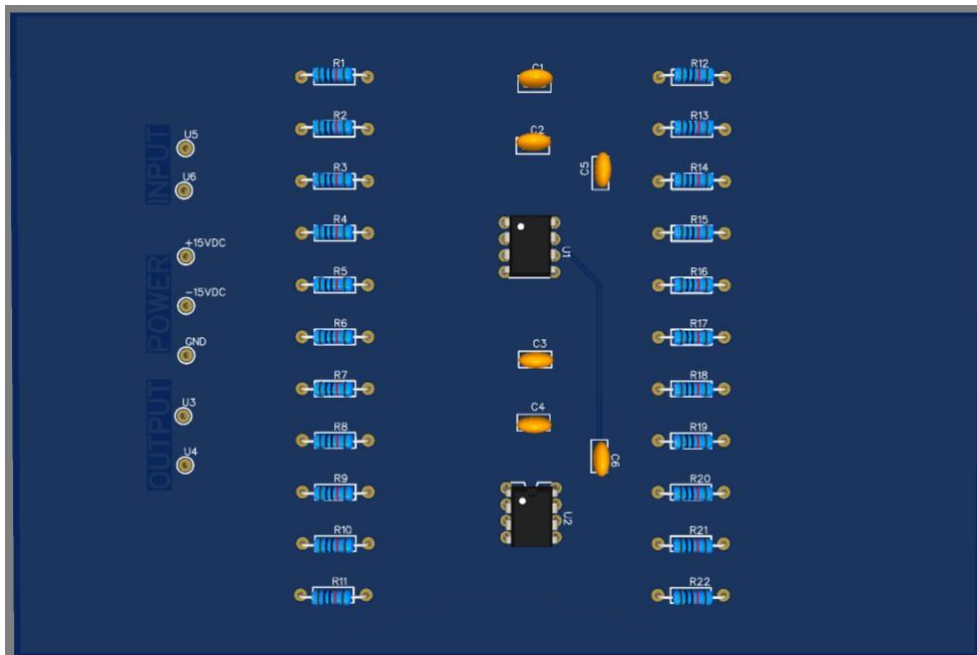 R1
C1
R12
R2
C2
R13
INPUT
U5
R3
C5
R14
U6
R4
R15
+15VDC
U1
R5
R16
POWER
-15VDC
R6
R17
GND
C3
R7
R18
U3
C4
OUTPUT
R8
R19
U4
C6
R9
R20
U2
R10
R21
R11
R22